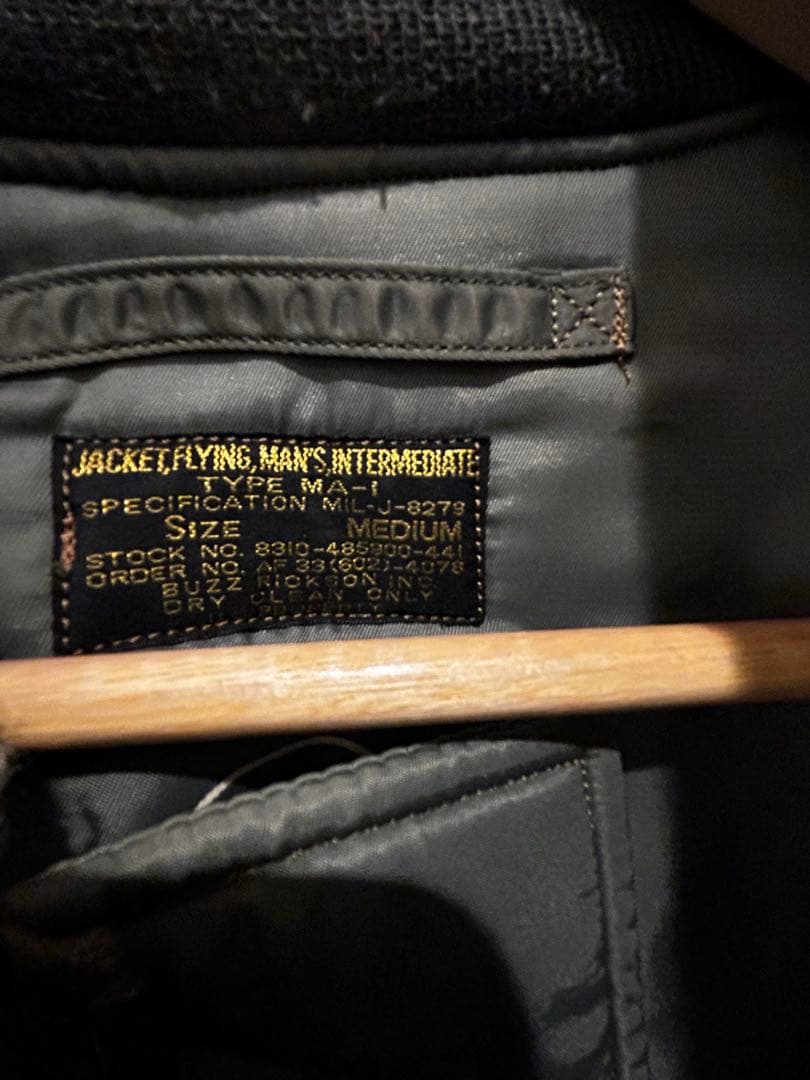 JACKET, FLYING, MAN'S, INTERMEDIATE
TYPE MA-1
SPECIFICATION MIL-J-8279
SIZE MEDIUM
STOCK NO. 8310-485900-441
ORDER NO. AF 33(602)-4078
BUZZ RICKSON INC.
DRY CLEAN ONLY